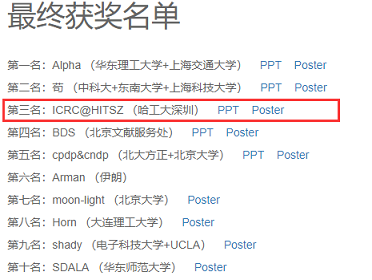 最终获奖名单
第一名：Alpha （华东理工大学+上海交通大学） PPT Poster
第二名：苟 （中科大+东南大学+上海科技大学） PPT Poster
第三名：ICRC@HITSZ （哈工大深圳） PPT Poster
第四名：BDS （北京文献服务处） PPT Poster
第五名：cpdp&cndp （北大方正+北京大学） PPT Poster
第六名：Arman （伊朗）
第七名：moon-light （北京大学） Poster
第八名：Horn （大连理工大学） Poster
第九名：shady （电子科技大学+UCLA） Poster
第十名：SDALA （华东师范大学） Poster